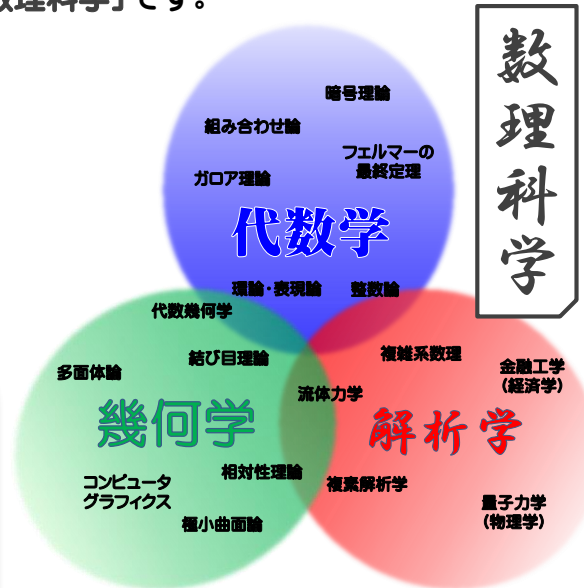 数理科学」です。
数理科学
暗号理論
組み合わせ論
フェルマーの
最終定理
ガロア理論
代数学
環論・表現論
整数論
代数幾何学
結び目理論
多面体論
幾何学
流体力学
相対性理論
コンピュータ
グラフィクス
極小曲面論
複雑系数理
金融工学
(経済学)
解析学
複素解析学
量子力学
(物理学)